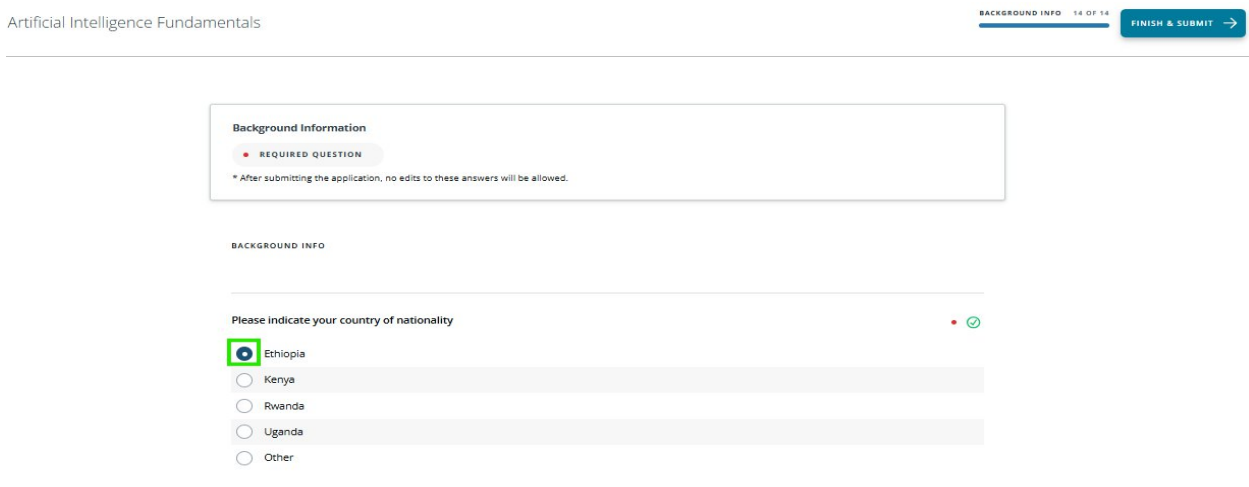 Artificial Intelligence Fundamentals
BACKGROUND INFO 14 OF 14
FINISH & SUBMIT →
Background Information
• REQUIRED QUESTION
* After submitting the application, no edits to these answers will be allowed.
BACKGROUND INFO
Please indicate your country of nationality
Ethiopia
Kenya
Rwanda
Uganda
Other